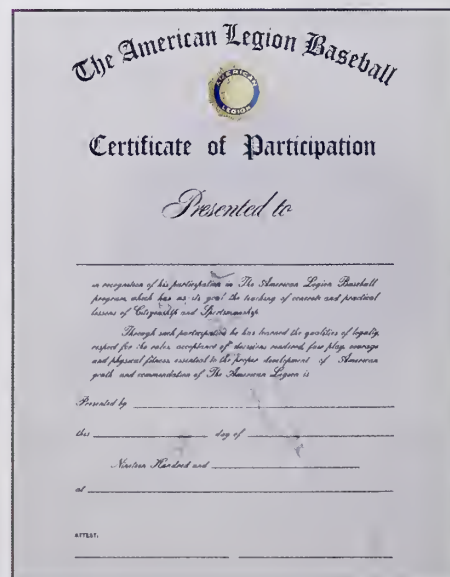 The American Legion Baseball
AMERICAN
LEGION
Certificate of Participation
Presented to
in recognition of his participation in The American Legion Baseball
program which has as its goal the teaching of concrete and practical
lessons of Citizenship and Sportsmanship
Through such participation he has learned the qualities of loyalty,
respect for the rules, acceptance of decisions rendered, fair play, courage
and physical fitness essential to the proper development of American
youth and commendation of The American Legion is
Presented by
this day of
Nineteen Hundred and
at
ATTEST: